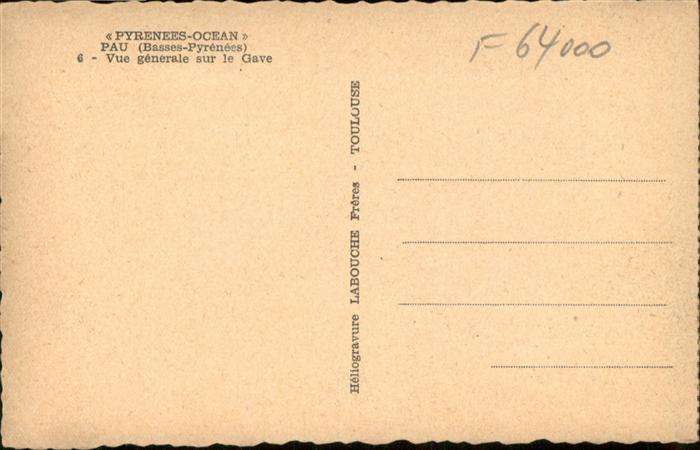 « PYRENEES-OCEAN »
PAU (Basses-Pyrénées)
6 - Vue générale sur le Gave
F 64000
Héliogravure LABOUCHE Frères - TOULOUSE